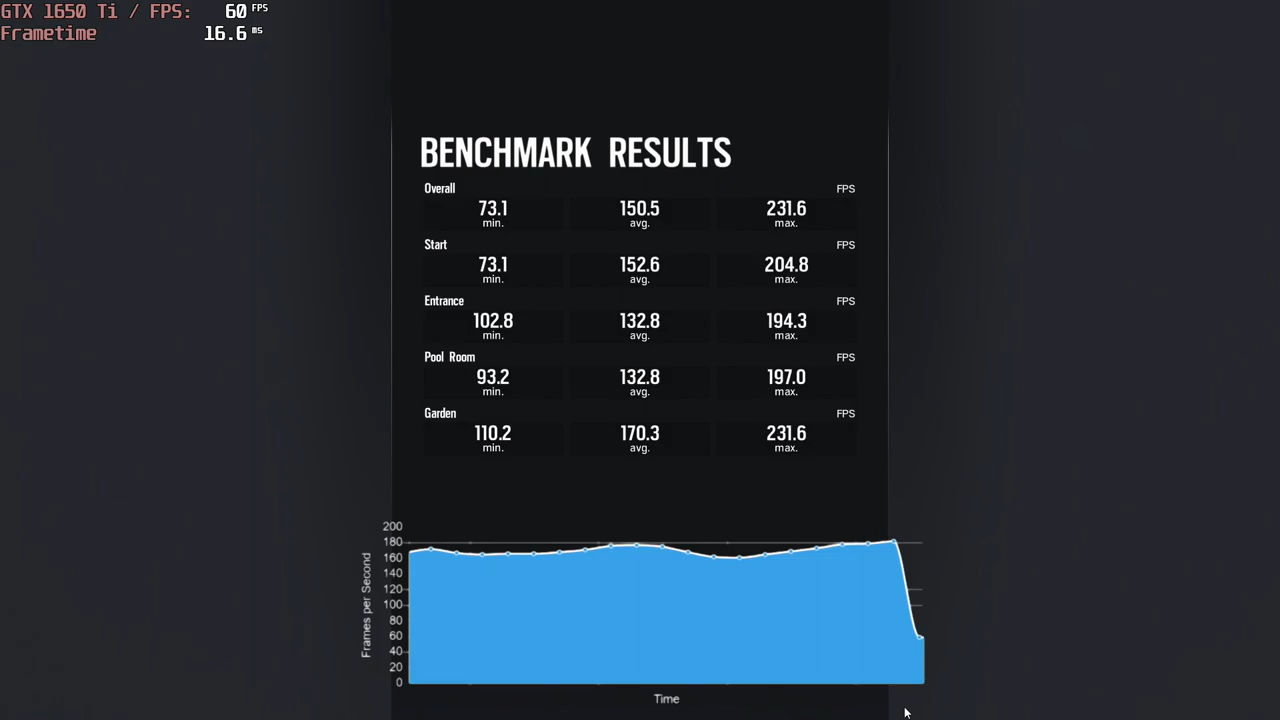 GTX 1650 Ti / FPS: 60 FPS
Frametime 16.6 ms
BENCHMARK RESULTS
Overall FPS
73.1 150.5 231.6
min. avg. max.
Start FPS
73.1 152.6 204.8
min. avg. max.
Entrance FPS
102.8 132.8 194.3
min. avg. max.
Pool Room FPS
93.2 132.8 197.0
min. avg. max.
Garden FPS
110.2 170.3 231.6
min. avg. max.
Frames per Second
200
180
160
140
120
100
80
60
40
20
0
Time